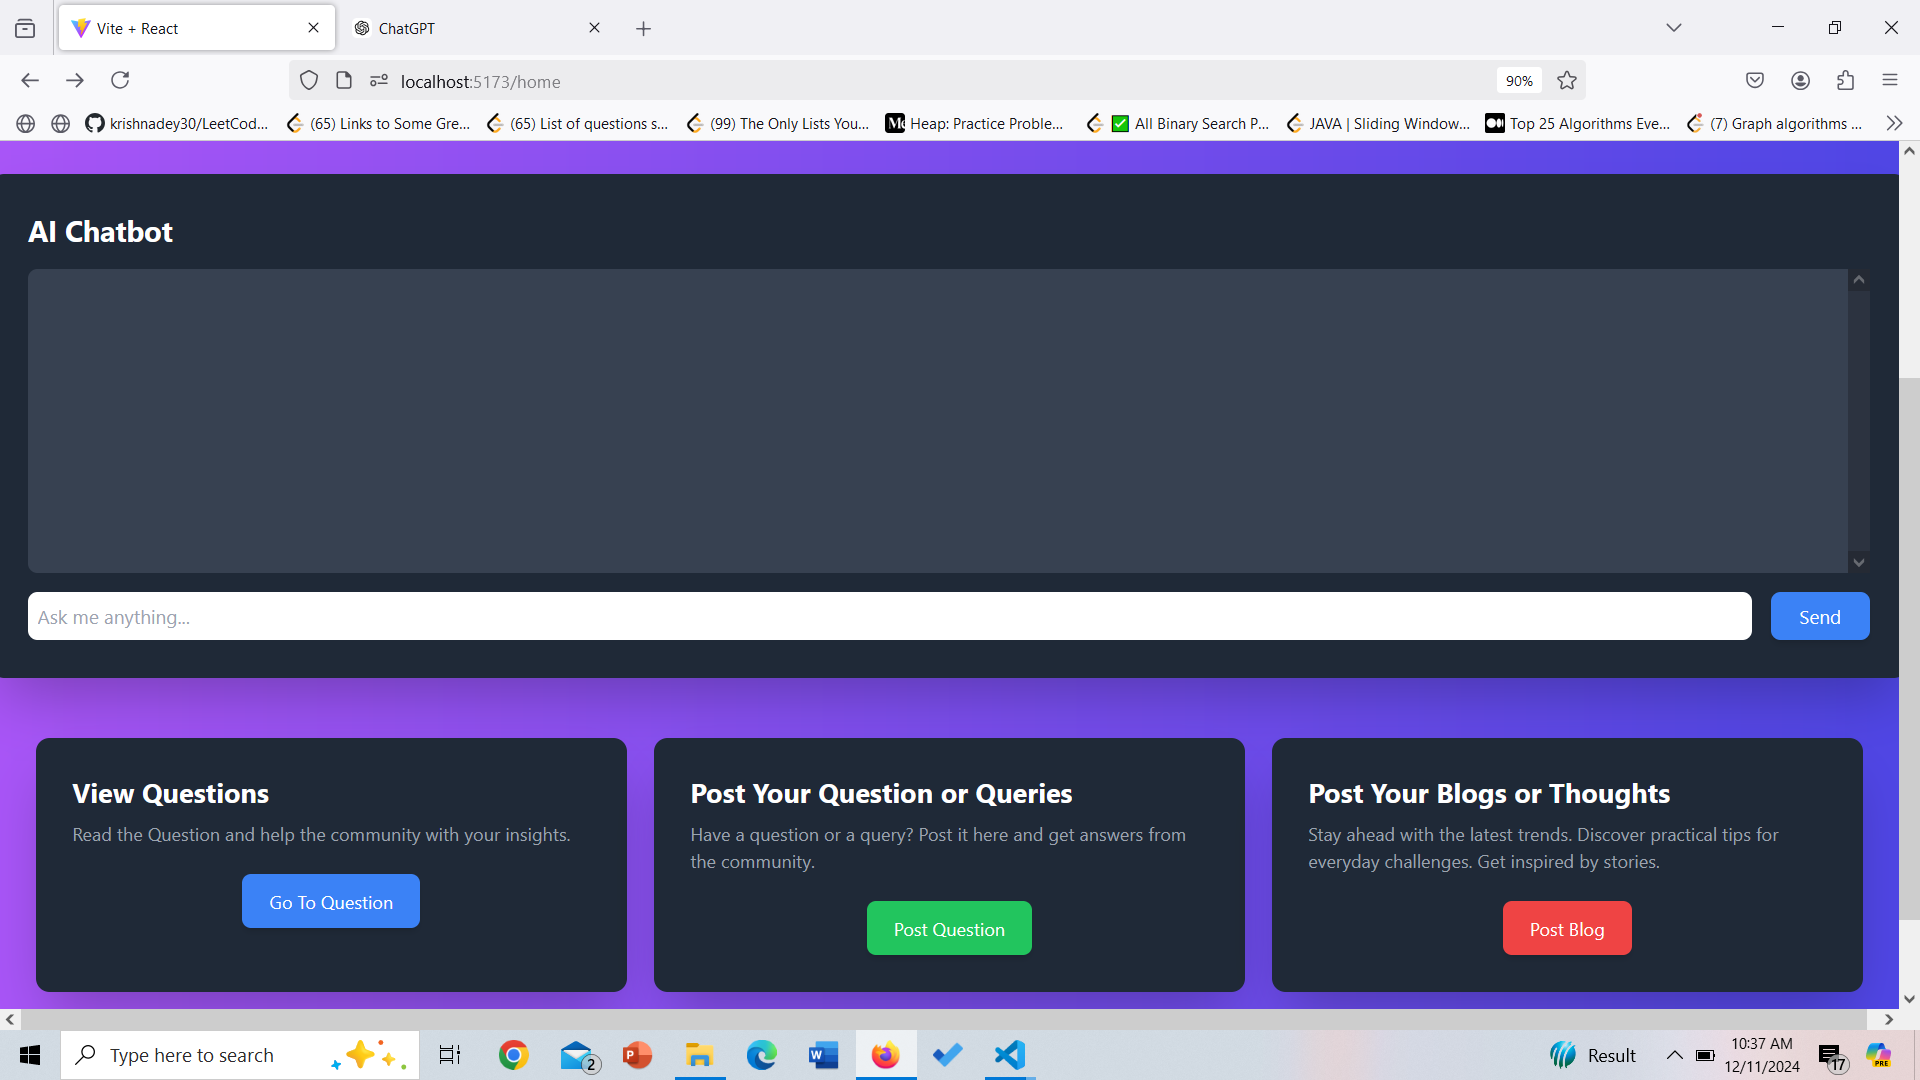 Vite + React
ChatGPT
localhost:5173/home
90%
krishnadey30/LeetCod...
(65) Links to Some Gre...
(65) List of questions s...
(99) The Only Lists You...
Heap: Practice Proble...
All Binary Search P...
JAVA | Sliding Window...
Top 25 Algorithms Eve...
(7) Graph algorithms ...
AI Chatbot
Ask me anything...
Send
View Questions
Read the Question and help the community with your insights.
Go To Question
Post Your Question or Queries
Have a question or a query? Post it here and get answers from
the community.
Post Question
Post Your Blogs or Thoughts
Stay ahead with the latest trends. Discover practical tips for
everyday challenges. Get inspired by stories.
Post Blog
Type here to search
2
Result
10:37 AM
12/11/2024
17
PRE